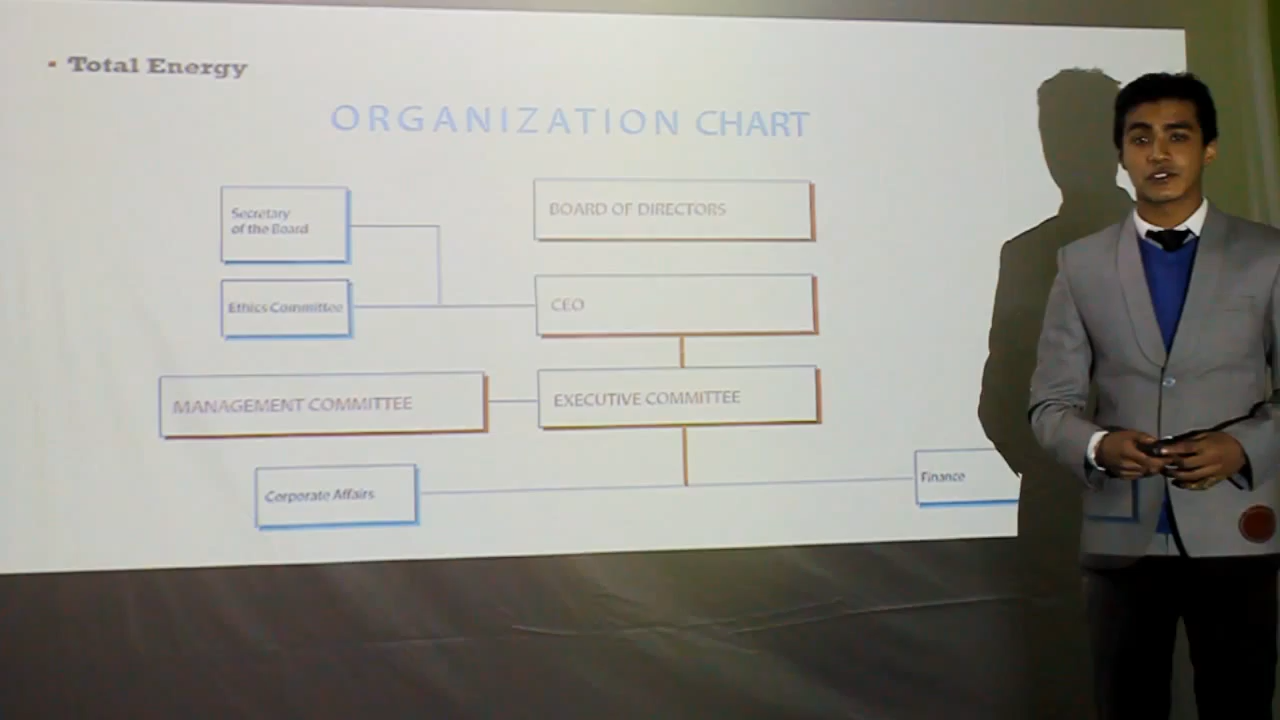 ▪ Total Energy
ORGANIZATION CHART
Secretary
of the Board
BOARD OF DIRECTORS
Ethics Committee
CEO
MANAGEMENT COMMITTEE
EXECUTIVE COMMITTEE
Corporate Affairs
Finance